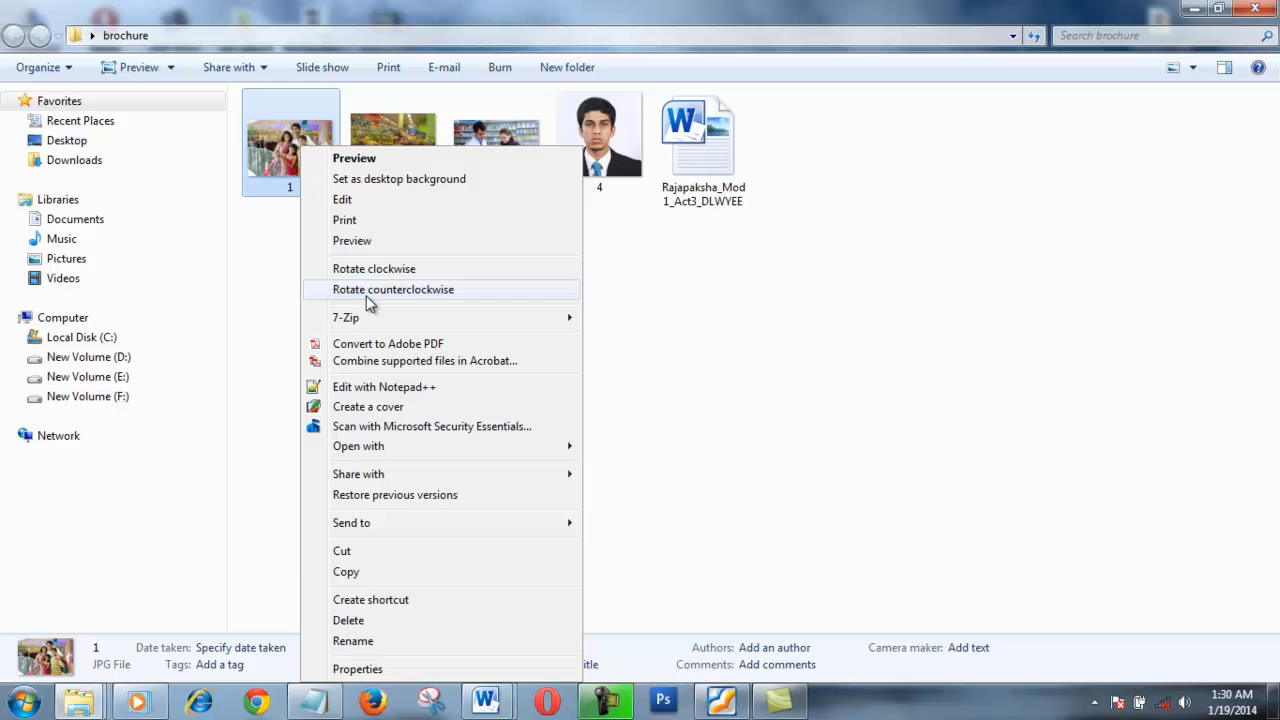 brochure
Search brochure
Organize Preview Share with Slide show Print E-mail Burn New folder
Favorites
Recent Places
Desktop
Downloads
Libraries
Documents
Music
Pictures
Videos
Computer
Local Disk (C:)
New Volume (D:)
New Volume (E:)
New Volume (F:)
Network
1
4
W
Rajapaksha_Mod
1_Act3_DLWYEE
Preview
Set as desktop background
Edit
Print
Preview
Rotate clockwise
Rotate counterclockwise
7-Zip
Convert to Adobe PDF
Combine supported files in Acrobat...
Edit with Notepad++
Create a cover
Scan with Microsoft Security Essentials...
Open with
Share with
Restore previous versions
Send to
Cut
Copy
Create shortcut
Delete
Rename
Properties
1 Date taken: Specify date taken Authors: Add an author Camera maker: Add text
JPG File Tags: Add a tag Comments: Add comments
W
Ps
1:30 AM
1/19/2014